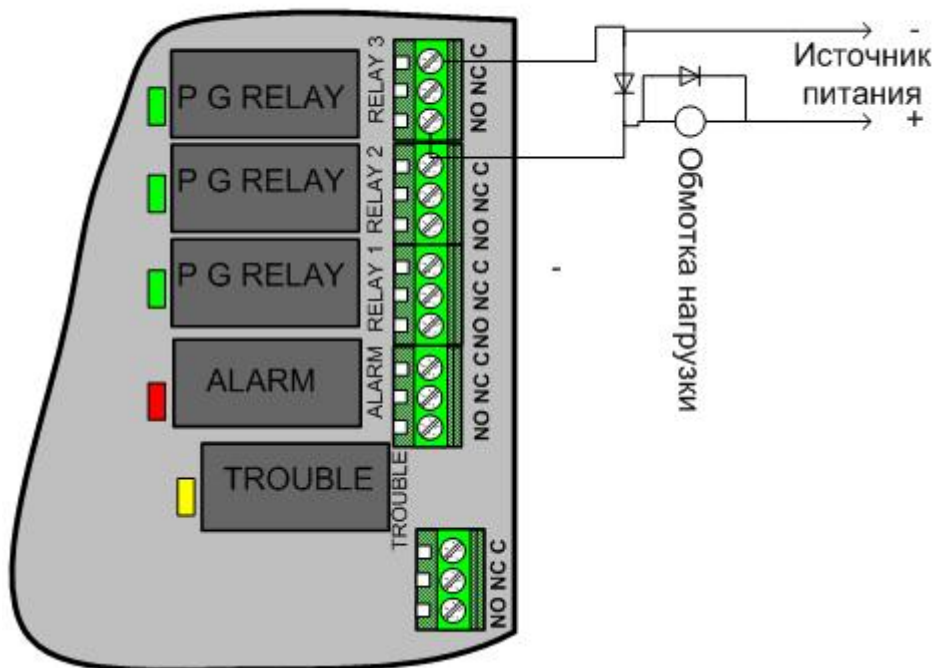 P G RELAY
RELAY 3
NO NC C
-
Источник
питания
+
P G RELAY
RELAY 2
NO NC C
Обмотка нагрузки
P G RELAY
RELAY 1
NO NC C
-
ALARM
ALARM
NO NC C
TROUBLE
TROUBLE
NO NC C